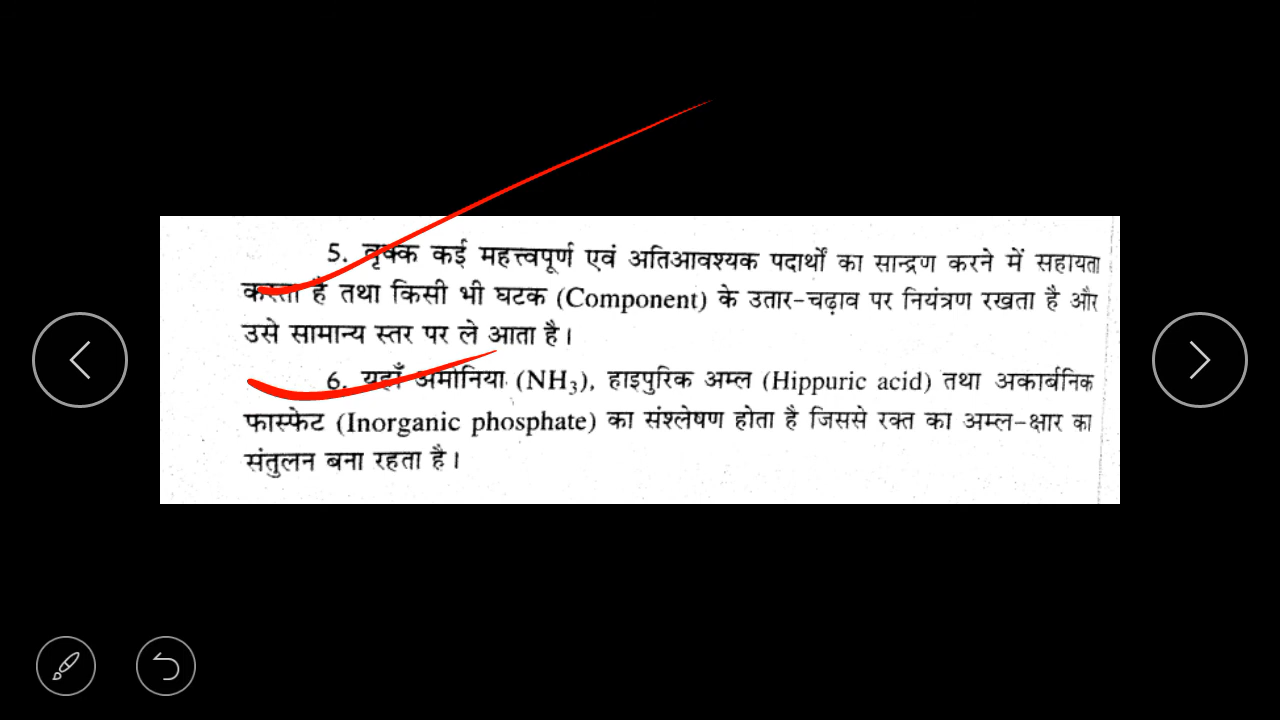 5. वृक्क कई महत्त्वपूर्ण एवं अतिआवश्यक पदार्थों का सान्द्रण करने में सहायता
करता है तथा किसी भी घटक (Component) के उतार-चढ़ाव पर नियंत्रण रखता है और
उसे सामान्य स्तर पर ले आता है।
6. यहाँ अमोनिया (NH₃), हाइपुरिक अम्ल (Hippuric acid) तथा अकार्बनिक
फास्फेट (Inorganic phosphate) का संश्लेषण होता है जिससे रक्त का अम्ल-क्षार का
संतुलन बना रहता है।